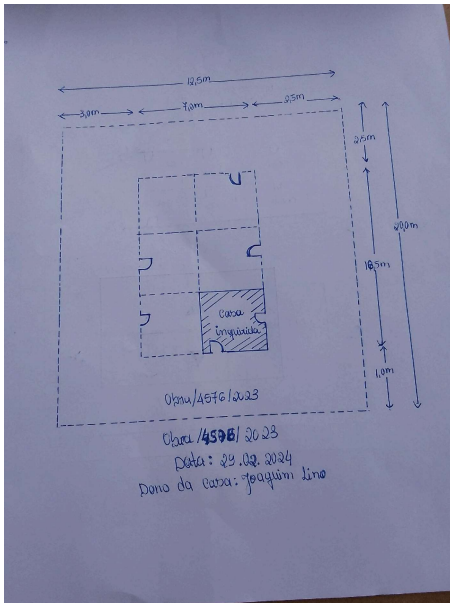 12,5m
3,0m 7,0m 2,5m
2,5m
20,0m
16,5m
Casa
inquirida
1,0m
Obra/4576/2023
Obra/4576/2023
Data: 29.02.2024
Dono da Casa: Joaquim Lino